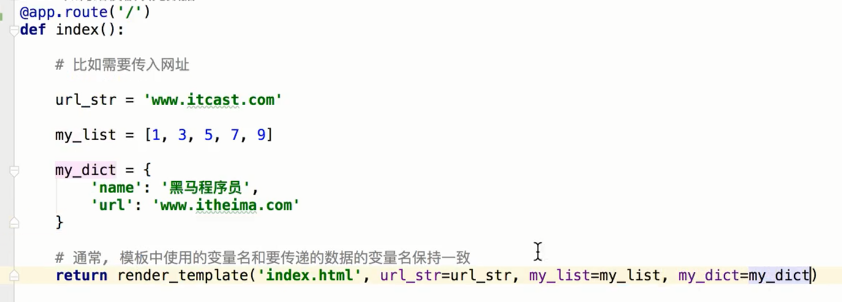 @app.route('/')
def index():
# 比如需要传入网址
url_str = 'www.itcast.com'
my_list = [1, 3, 5, 7, 9]
my_dict = {
'name': '黑马程序员',
'url': 'www.itheima.com'
}
# 通常, 模板中使用的变量名和要传递的数据的变量名保持一致
return render_template('index.html', url_str=url_str, my_list=my_list, my_dict=my_dict)